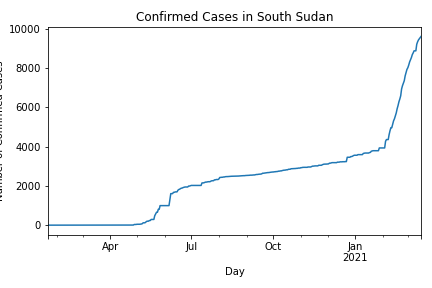 Confirmed Cases in South Sudan
10000
8000
6000
4000
2000
0
Apr
Jul
Oct
Jan
2021
Day
Number of Confirmed Cases